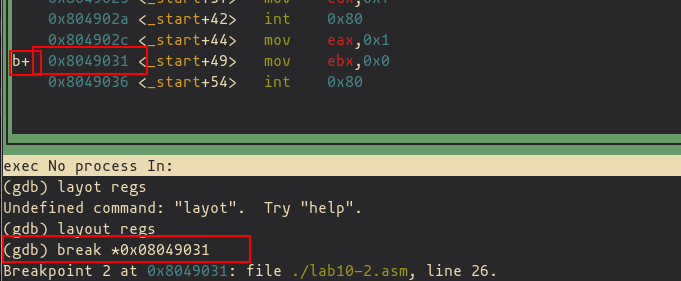 0x804902a <_start+42> int 0x80
0x804902c <_start+44> mov eax,0x1
b+ 0x8049031 <_start+49> mov ebx,0x0
0x8049036 <_start+54> int 0x80
exec No process In:
(gdb) layot regs
Undefined command: "layot". Try "help".
(gdb) layout regs
(gdb) break *0x08049031
Breakpoint 2 at 0x8049031: file ./lab10-2.asm, line 26.